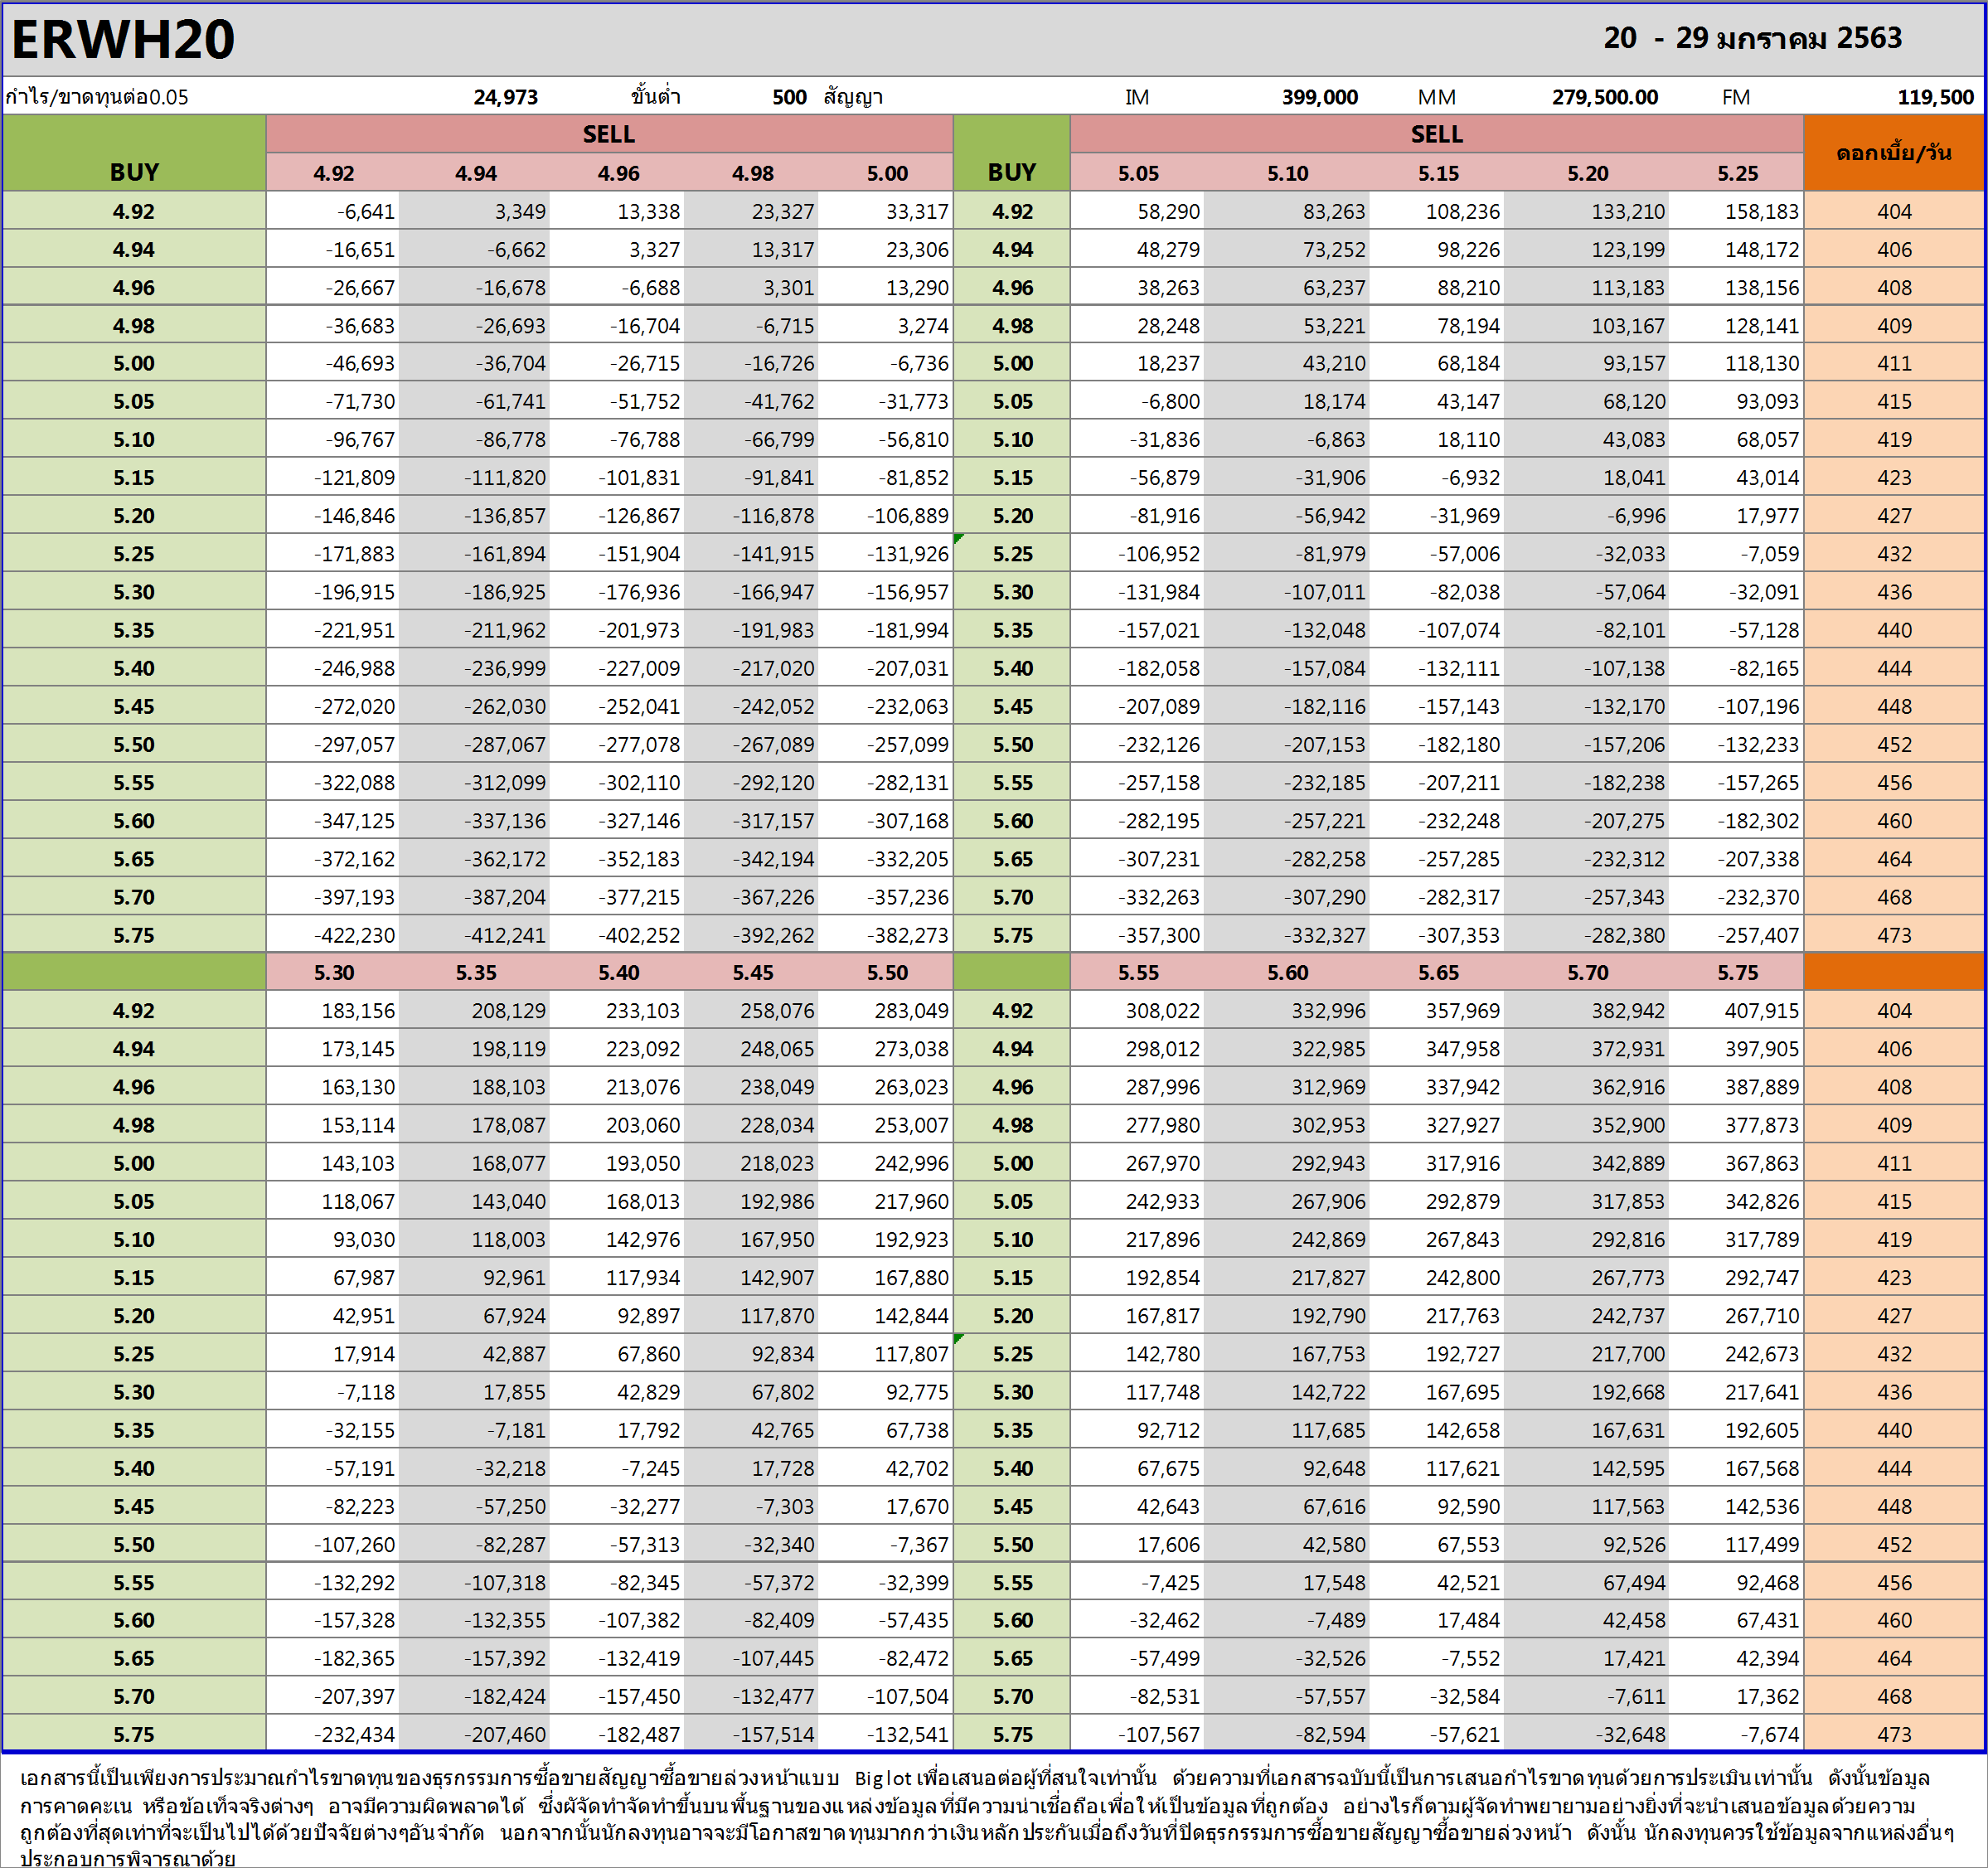 ERWH20 20 - 29 มกราคม 2563
กำไร/ขาดทุนต่อ0.05 24,973 ขั้นต่ำ 500 สัญญา IM 399,000 MM 279,500.00 FM 119,500
BUY SELL BUY SELL ดอกเบี้ย/วัน
4.92 4.94 4.96 4.98 5.00 5.05 5.10 5.15 5.20 5.25
4.92 -6,641 3,349 13,338 23,327 33,317 4.92 58,290 83,263 108,236 133,210 158,183 404
4.94 -16,651 -6,662 3,327 13,317 23,306 4.94 48,279 73,252 98,226 123,199 148,172 406
4.96 -26,667 -16,678 -6,688 3,301 13,290 4.96 38,263 63,237 88,210 113,183 138,156 408
4.98 -36,683 -26,693 -16,704 -6,715 3,274 4.98 28,248 53,221 78,194 103,167 128,141 409
5.00 -46,693 -36,704 -26,715 -16,726 -6,736 5.00 18,237 43,210 68,184 93,157 118,130 411
5.05 -71,730 -61,741 -51,752 -41,762 -31,773 5.05 -6,800 18,174 43,147 68,120 93,093 415
5.10 -96,767 -86,778 -76,788 -66,799 -56,810 5.10 -31,836 -6,863 18,110 43,083 68,057 419
5.15 -121,809 -111,820 -101,831 -91,841 -81,852 5.15 -56,879 -31,906 -6,932 18,041 43,014 423
5.20 -146,846 -136,857 -126,867 -116,878 -106,889 5.20 -81,916 -56,942 -31,969 -6,996 17,977 427
5.25 -171,883 -161,894 -151,904 -141,915 -131,926 5.25 -106,952 -81,979 -57,006 -32,033 -7,059 432
5.30 -196,915 -186,925 -176,936 -166,947 -156,957 5.30 -131,984 -107,011 -82,038 -57,064 -32,091 436
5.35 -221,951 -211,962 -201,973 -191,983 -181,994 5.35 -157,021 -132,048 -107,074 -82,101 -57,128 440
5.40 -246,988 -236,999 -227,009 -217,020 -207,031 5.40 -182,058 -157,084 -132,111 -107,138 -82,165 444
5.45 -272,020 -262,030 -252,041 -242,052 -232,063 5.45 -207,089 -182,116 -157,143 -132,170 -107,196 448
5.50 -297,057 -287,067 -277,078 -267,089 -257,099 5.50 -232,126 -207,153 -182,180 -157,206 -132,233 452
5.55 -322,088 -312,099 -302,110 -292,120 -282,131 5.55 -257,158 -232,185 -207,211 -182,238 -157,265 456
5.60 -347,125 -337,136 -327,146 -317,157 -307,168 5.60 -282,195 -257,221 -232,248 -207,275 -182,302 460
5.65 -372,162 -362,172 -352,183 -342,194 -332,205 5.65 -307,231 -282,258 -257,285 -232,312 -207,338 464
5.70 -397,193 -387,204 -377,215 -367,226 -357,236 5.70 -332,263 -307,290 -282,317 -257,343 -232,370 468
5.75 -422,230 -412,241 -402,252 -392,262 -382,273 5.75 -357,300 -332,327 -307,353 -282,380 -257,407 473
5.30 5.35 5.40 5.45 5.50 5.55 5.60 5.65 5.70 5.75
4.92 183,156 208,129 233,103 258,076 283,049 4.92 308,022 332,996 357,969 382,942 407,915 404
4.94 173,145 198,119 223,092 248,065 273,038 4.94 298,012 322,985 347,958 372,931 397,905 406
4.96 163,130 188,103 213,076 238,049 263,023 4.96 287,996 312,969 337,942 362,916 387,889 408
4.98 153,114 178,087 203,060 228,034 253,007 4.98 277,980 302,953 327,927 352,900 377,873 409
5.00 143,103 168,077 193,050 218,023 242,996 5.00 267,970 292,943 317,916 342,889 367,863 411
5.05 118,067 143,040 168,013 192,986 217,960 5.05 242,933 267,906 292,879 317,853 342,826 415
5.10 93,030 118,003 142,976 167,950 192,923 5.10 217,896 242,869 267,843 292,816 317,789 419
5.15 67,987 92,961 117,934 142,907 167,880 5.15 192,854 217,827 242,800 267,773 292,747 423
5.20 42,951 67,924 92,897 117,870 142,844 5.20 167,817 192,790 217,763 242,737 267,710 427
5.25 17,914 42,887 67,860 92,834 117,807 5.25 142,780 167,753 192,727 217,700 242,673 432
5.30 -7,118 17,855 42,829 67,802 92,775 5.30 117,748 142,722 167,695 192,668 217,641 436
5.35 -32,155 -7,181 17,792 42,765 67,738 5.35 92,712 117,685 142,658 167,631 192,605 440
5.40 -57,191 -32,218 -7,245 17,728 42,702 5.40 67,675 92,648 117,621 142,595 167,568 444
5.45 -82,223 -57,250 -32,277 -7,303 17,670 5.45 42,643 67,616 92,590 117,563 142,536 448
5.50 -107,260 -82,287 -57,313 -32,340 -7,367 5.50 17,606 42,580 67,553 92,526 117,499 452
5.55 -132,292 -107,318 -82,345 -57,372 -32,399 5.55 -7,425 17,548 42,521 67,494 92,468 456
5.60 -157,328 -132,355 -107,382 -82,409 -57,435 5.60 -32,462 -7,489 17,484 42,458 67,431 460
5.65 -182,365 -157,392 -132,419 -107,445 -82,472 5.65 -57,499 -32,526 -7,552 17,421 42,394 464
5.70 -207,397 -182,424 -157,450 -132,477 -107,504 5.70 -82,531 -57,557 -32,584 -7,611 17,362 468
5.75 -232,434 -207,460 -182,487 -157,514 -132,541 5.75 -107,567 -82,594 -57,621 -32,648 -7,674 473
เอกสารนี้เป็นเพียงการประมาณกำไรขาดทุนของธุรกรรมการซื้อขายสัญญาซื้อขายล่วงหน้าแบบ Big lot เพื่อเสนอต่อผู้ที่สนใจเท่านั้น ด้วยความที่เอกสารฉบับนี้เป็นการเสนอกำไรขาดทุนด้วยการประเมินเท่านั้น ดังนั้นข้อมูล
การคาดคะเน หรือข้อเท็จจริงต่างๆ อาจมีความผิดพลาดได้ ซึ่งผัจัดทำจัดทำขึ้นบนพื้นฐานของแหล่งข้อมูลที่มีความน่าเชื่อถือเพื่อให้เป็นข้อมูลที่ถูกต้อง อย่างไรก็ตามผู้จัดทำพยายามอย่างยิ่งที่จะนำเสนอข้อมูลด้วยความ
ถูกต้องที่สุดเท่าที่จะเป็นไปได้ด้วยปัจจัยต่างๆอันจำกัด นอกจากนั้นนักลงทุนอาจจะมีโอกาสขาดทุนมากกว่าเงินหลักประกันเมื่อถึงวันที่ปิดธุรกรรมการซื้อขายสัญญาซื้อขายล่วงหน้า ดังนั้น นักลงทุนควรใช้ข้อมูลจากแหล่งอื่นๆ
ประกอบการพิจารณาด้วย